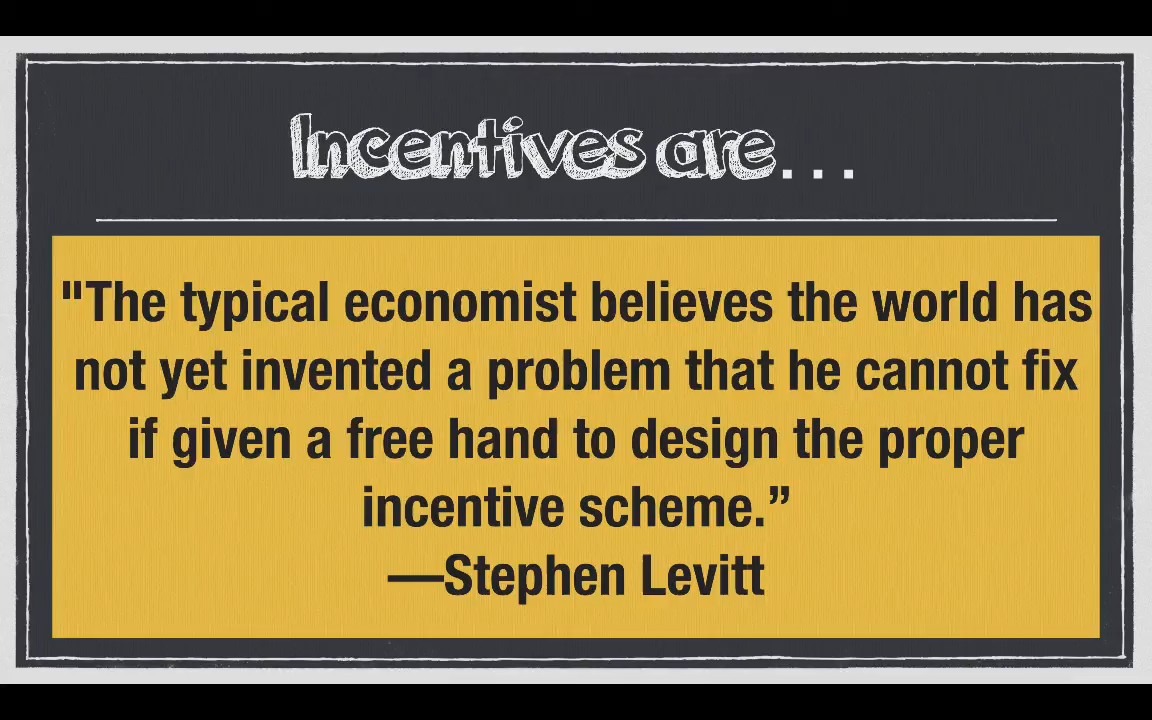 Incentives are...
"The typical economist believes the world has
not yet invented a problem that he cannot fix
if given a free hand to design the proper
incentive scheme.”
—Stephen Levitt